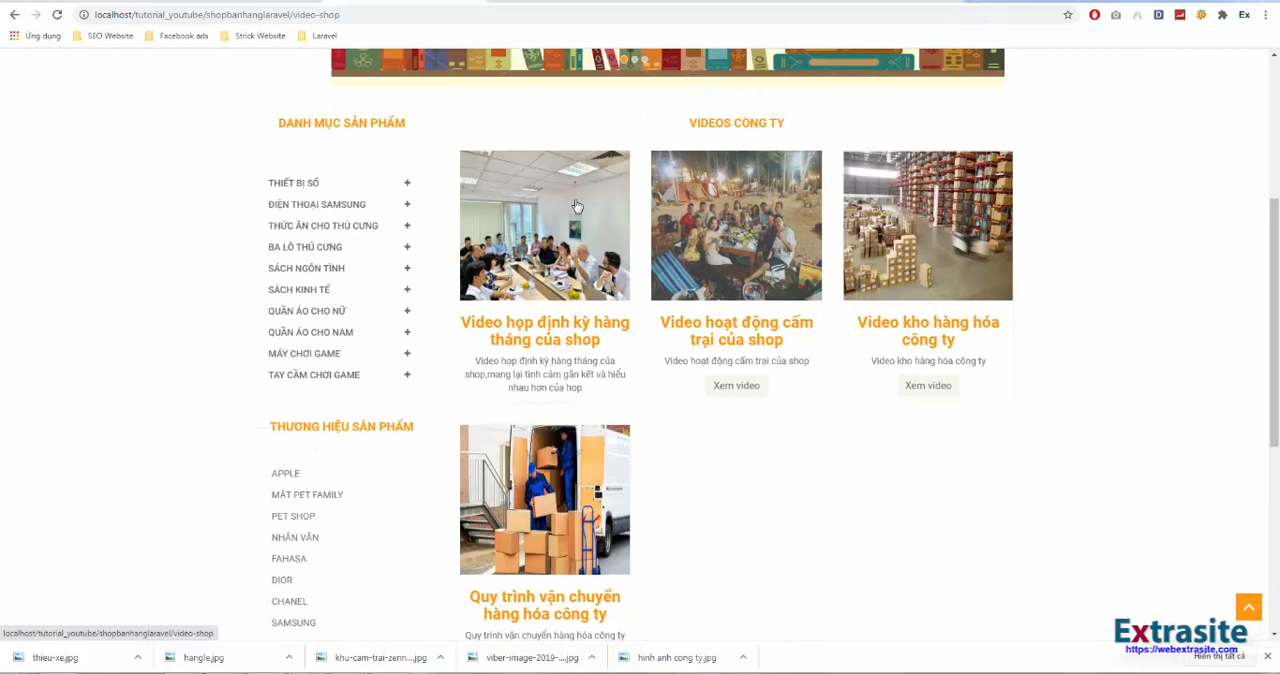 localhost/tutorial_youtube/shopbanhanglaravel/video-shop
Ex
Ứng dụng
SEO Website
Facebook ads
Strick Website
Laravel
DANH MỤC SẢN PHẨM
THIẾT BỊ SỐ +
ĐIỆN THOẠI SAMSUNG +
THỨC ĂN CHO THÚ CƯNG +
BA LÔ THÚ CƯNG +
SÁCH NGÔN TÌNH +
SÁCH KINH TẾ +
QUẦN ÁO CHO NỮ +
QUẦN ÁO CHO NAM +
MÁY CHƠI GAME +
TAY CẦM CHƠI GAME +
THƯƠNG HIỆU SẢN PHẨM
APPLE
MẬT PET FAMILY
PET SHOP
NHÂN VĂN
FAHASA
DIOR
CHANEL
SAMSUNG
VIDEOS CÔNG TY
Video họp định kỳ hàng
tháng của shop
Video họp định kỳ hàng tháng của
shop,mang lại tình cảm gắn kết và hiểu
nhau hơn của họp
Video hoạt động cắm
trại của shop
Video hoạt động cắm trại của shop
Xem video
Video kho hàng hóa
công ty
Video kho hàng hóa công ty
Xem video
Quy trình vận chuyển
hàng hóa công ty
Quy trình vận chuyển hàng hóa công ty
localhost/tutorial_youtube/shopbanhanglaravel/video-shop
Extrasite
https://webextrasite.com
thieu-xe.jpg
hangle.jpg
khu-cam-trai-zenn....jpg
viber-image-2019-....jpg
hinh anh cong ty.jpg
Hiển thị tất cả